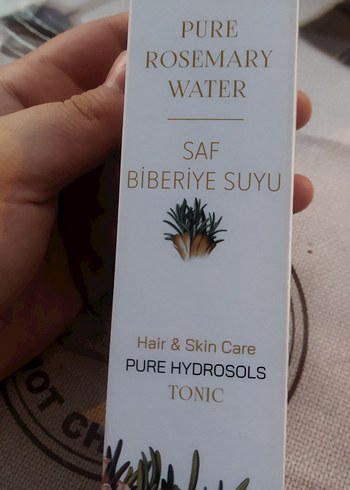 PURE
ROSEMARY
WATER
SAF
BİBERİYE SUYU
Hair & Skin Care
PURE HYDROSOLS
TONIC